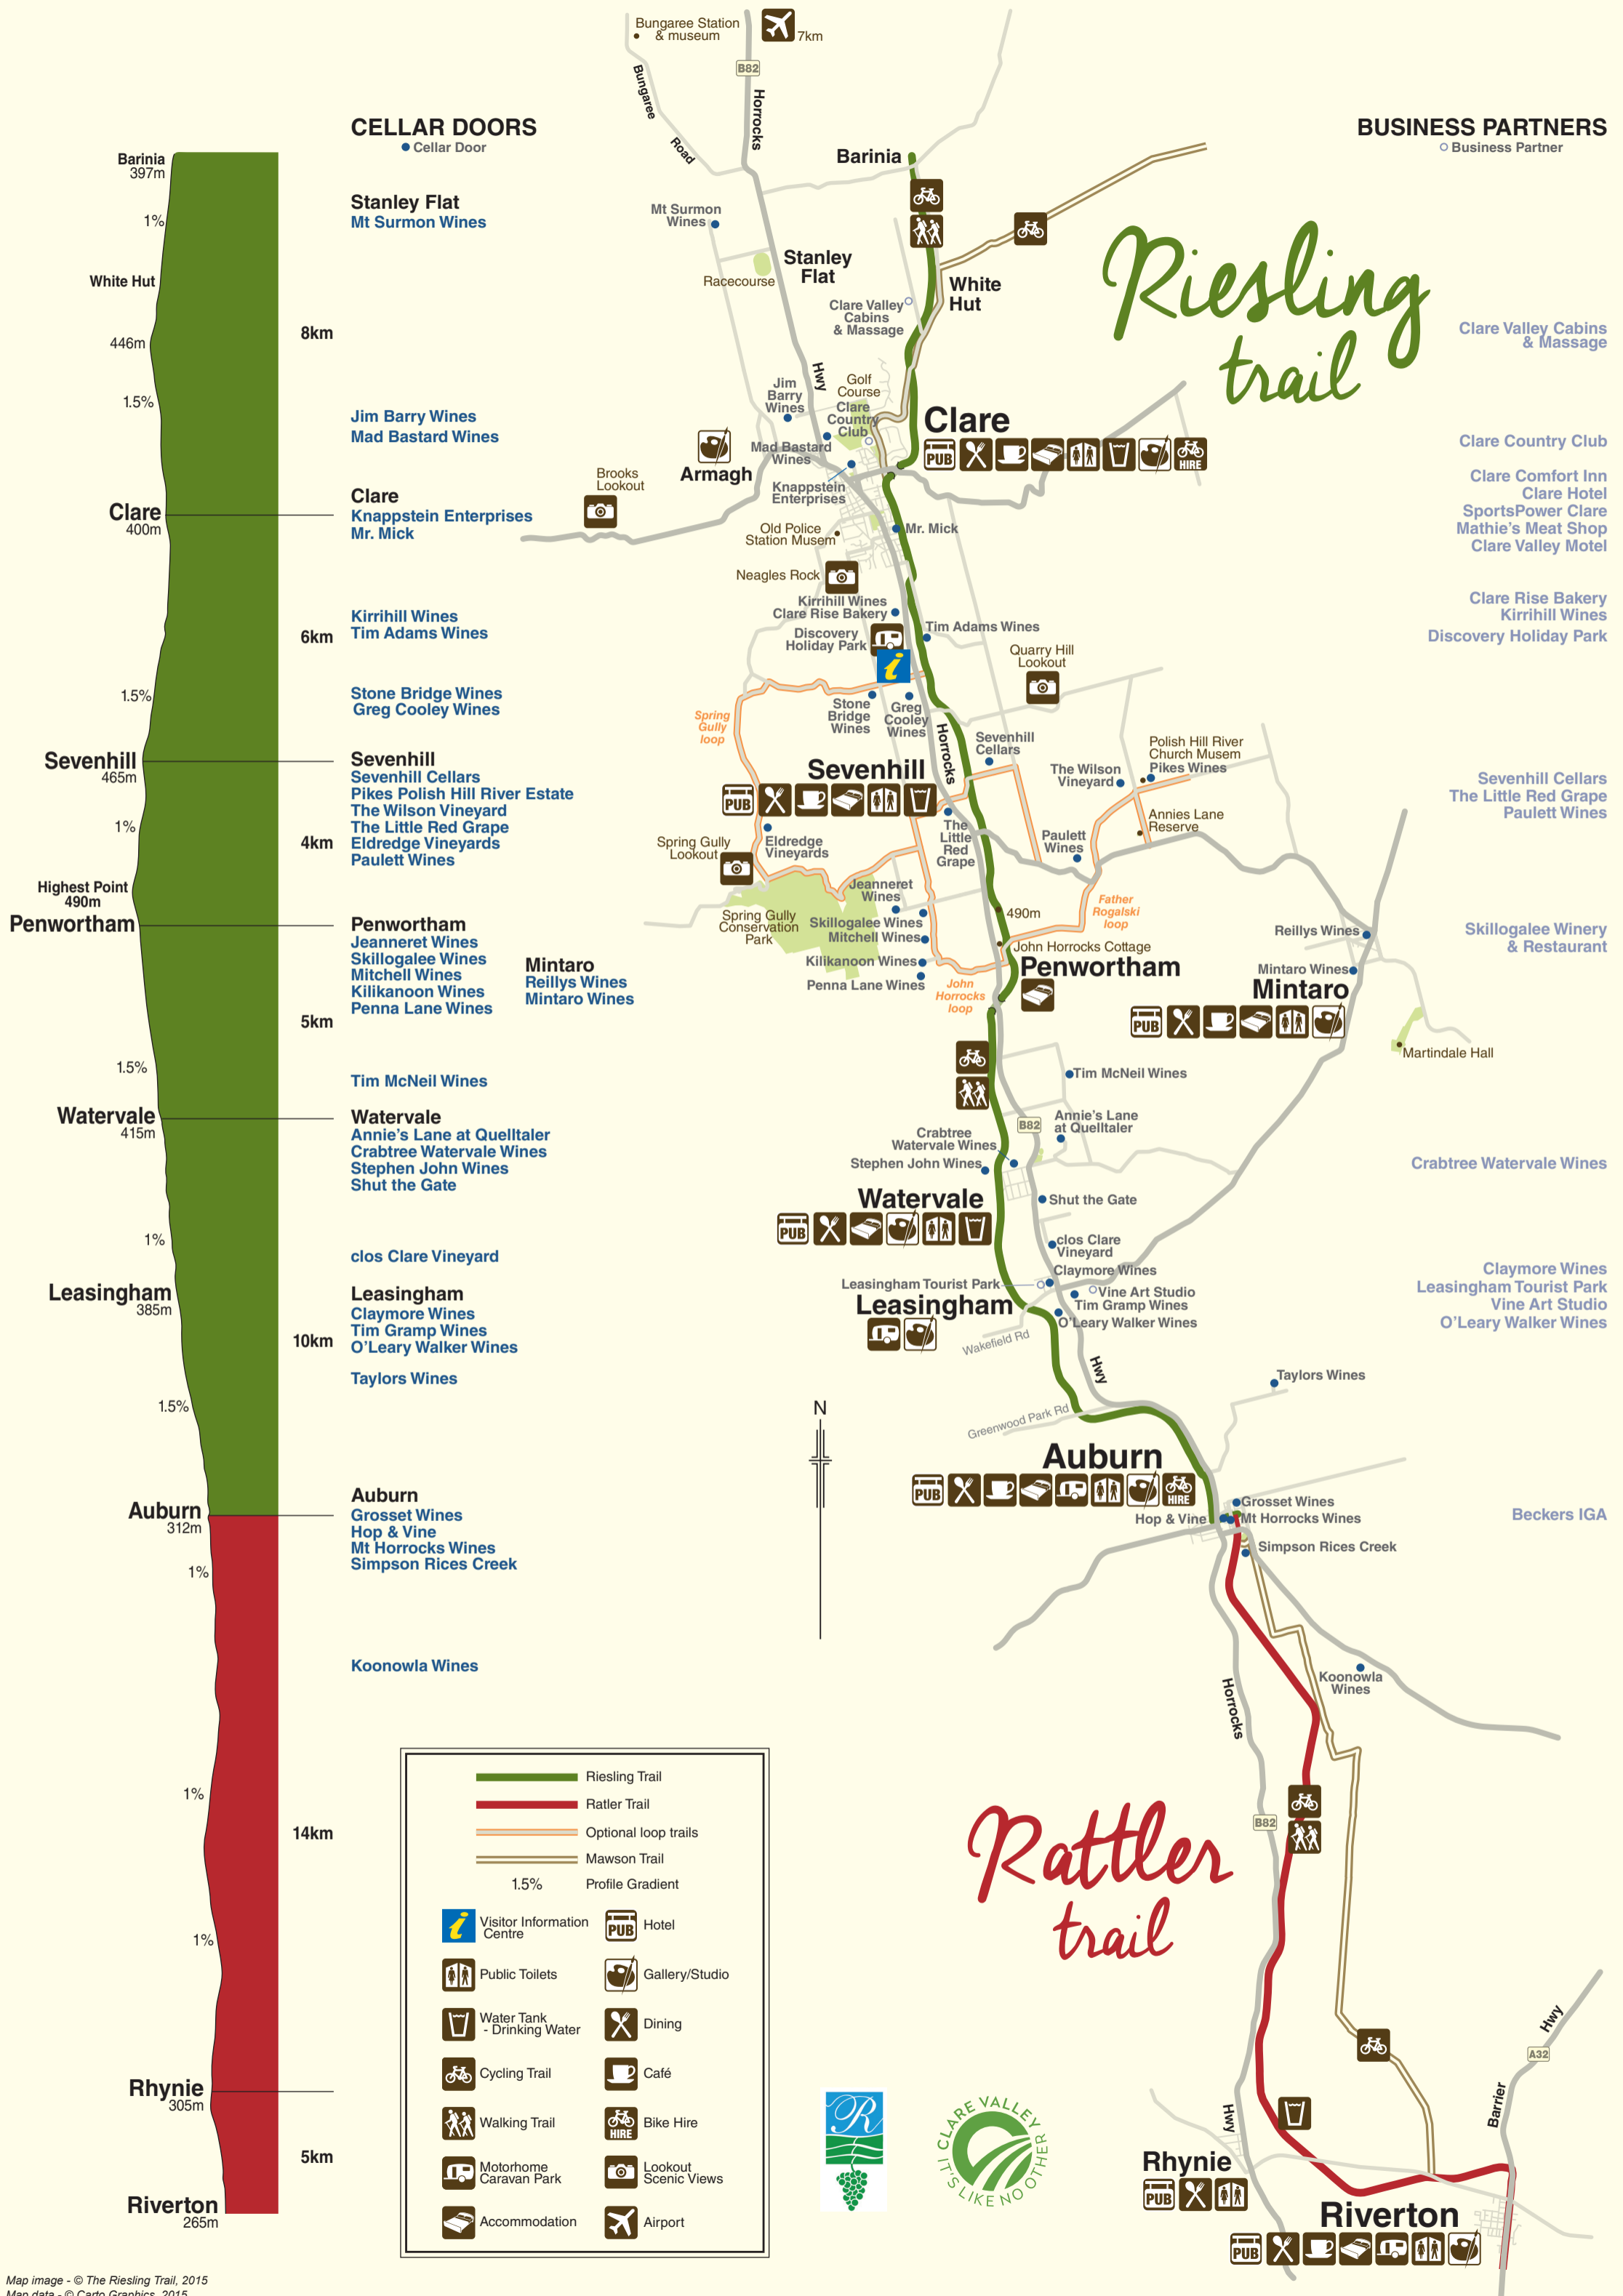 Bungaree Station
& museum
7km
B82
Bungaree
Road
Horrocks
CELLAR DOORS
Cellar Door
BUSINESS PARTNERS
Business Partner
Barinia
397m
1%
White Hut
446m
1.5%
Clare
400m
1.5%
Sevenhill
465m
1%
Highest Point
490m
Penwortham
1.5%
Watervale
415m
1%
Leasingham
385m
1.5%
Auburn
312m
1%
1%
1%
Rhynie
305m
Riverton
265m
8km
6km
4km
5km
10km
14km
5km
Stanley Flat
Mt Surmon Wines
Jim Barry Wines
Mad Bastard Wines
Clare
Knappstein Enterprises
Mr. Mick
Kirrihill Wines
Tim Adams Wines
Stone Bridge Wines
Greg Cooley Wines
Sevenhill
Sevenhill Cellars
Pikes Polish Hill River Estate
The Wilson Vineyard
The Little Red Grape
Eldredge Vineyards
Paulett Wines
Penwortham
Jeanneret Wines
Skillogalee Wines
Mitchell Wines
Kilikanoon Wines
Penna Lane Wines
Mintaro
Reillys Wines
Mintaro Wines
Tim McNeil Wines
Watervale
Annie's Lane at Quelltaler
Crabtree Watervale Wines
Stephen John Wines
Shut the Gate
clos Clare Vineyard
Leasingham
Claymore Wines
Tim Gramp Wines
O'Leary Walker Wines
Taylors Wines
Auburn
Grosset Wines
Hop & Vine
Mt Horrocks Wines
Simpson Rices Creek
Koonowla Wines
Barinia
Mt Surmon
Wines
Racecourse
Stanley
Flat
White
Hut
Clare Valley
Cabins
& Massage
Riesling
trail
Hwy
Jim
Barry
Wines
Golf
Course
Clare
Country
Club
Mad Bastard
Wines
Clare
PUB
HIRE
Armagh
Brooks
Lookout
Knappstein
Enterprises
Old Police
Station Musem
Mr. Mick
Neagles Rock
Kirrihill Wines
Clare Rise Bakery
Discovery
Holiday Park
i
Tim Adams Wines
Quarry Hill
Lookout
Spring
Gully
loop
Stone
Bridge
Wines
Greg
Cooley
Wines
Horrocks
Sevenhill
Cellars
Sevenhill
PUB
The Wilson
Vineyard
Polish Hill River
Church Musem
Pikes Wines
Annies Lane
Reserve
Eldredge
Vineyards
The
Little
Red
Grape
Paulett
Wines
Spring Gully
Lookout
Jeanneret
Wines
Spring Gully
Conservation
Park
Skillogalee Wines
Mitchell Wines
Kilikanoon Wines
Penna Lane Wines
490m
Father
Rogalski
loop
John Horrocks Cottage
Penwortham
John
Horrocks
loop
Reillys Wines
Mintaro Wines
Mintaro
PUB
Martindale Hall
Tim McNeil Wines
B82
Annie's Lane
at Quelltaler
Crabtree
Watervale Wines
Stephen John Wines
Watervale
PUB
Shut the Gate
clos Clare
Vineyard
Claymore Wines
Leasingham Tourist Park
Vine Art Studio
Leasingham
Tim Gramp Wines
O'Leary Walker Wines
Wakefield Rd
Hwy
Taylors Wines
Greenwood Park Rd
Auburn
PUB
HIRE
Grosset Wines
Hop & Vine
Mt Horrocks Wines
Simpson Rices Creek
N
Koonowla
Wines
Horrocks
B82
Rattler
trail
Hwy
A32
Barrier
Hwy
Rhynie
PUB
Riverton
PUB
Clare Valley Cabins
& Massage
Clare Country Club
Clare Comfort Inn
Clare Hotel
SportsPower Clare
Mathie's Meat Shop
Clare Valley Motel
Clare Rise Bakery
Kirrihill Wines
Discovery Holiday Park
Sevenhill Cellars
The Little Red Grape
Paulett Wines
Skillogalee Winery
& Restaurant
Crabtree Watervale Wines
Claymore Wines
Leasingham Tourist Park
Vine Art Studio
O'Leary Walker Wines
Beckers IGA
Riesling Trail
Ratler Trail
Optional loop trails
Mawson Trail
1.5% Profile Gradient
i Visitor Information
Centre
PUB Hotel
Public Toilets
Gallery/Studio
Water Tank
- Drinking Water
Dining
Cycling Trail
Café
Walking Trail
HIRE Bike Hire
Motorhome
Caravan Park
Lookout
Scenic Views
Accommodation
Airport
R
CLARE VALLEY
IT'S LIKE NO OTHER
Map image - © The Riesling Trail, 2015
Map data - © Carto Graphics, 2015